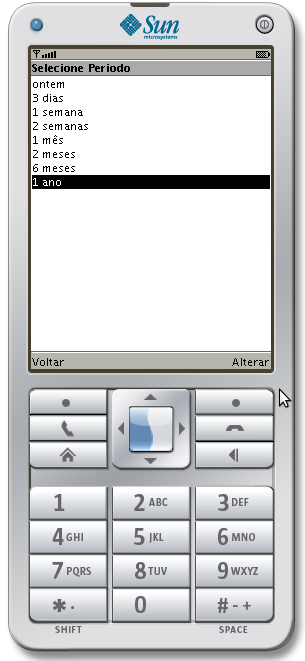 Sun
microsystems
Selecione Periodo
ontem
3 dias
1 semana
2 semanas
1 mês
2 meses
6 meses
1 ano
Voltar Alterar
1 2 ABC 3 DEF
4 GHI 5 JKL 6 MNO
7 PQRS 8 TUV 9 WXYZ
* . 0 # - +
SHIFT SPACE